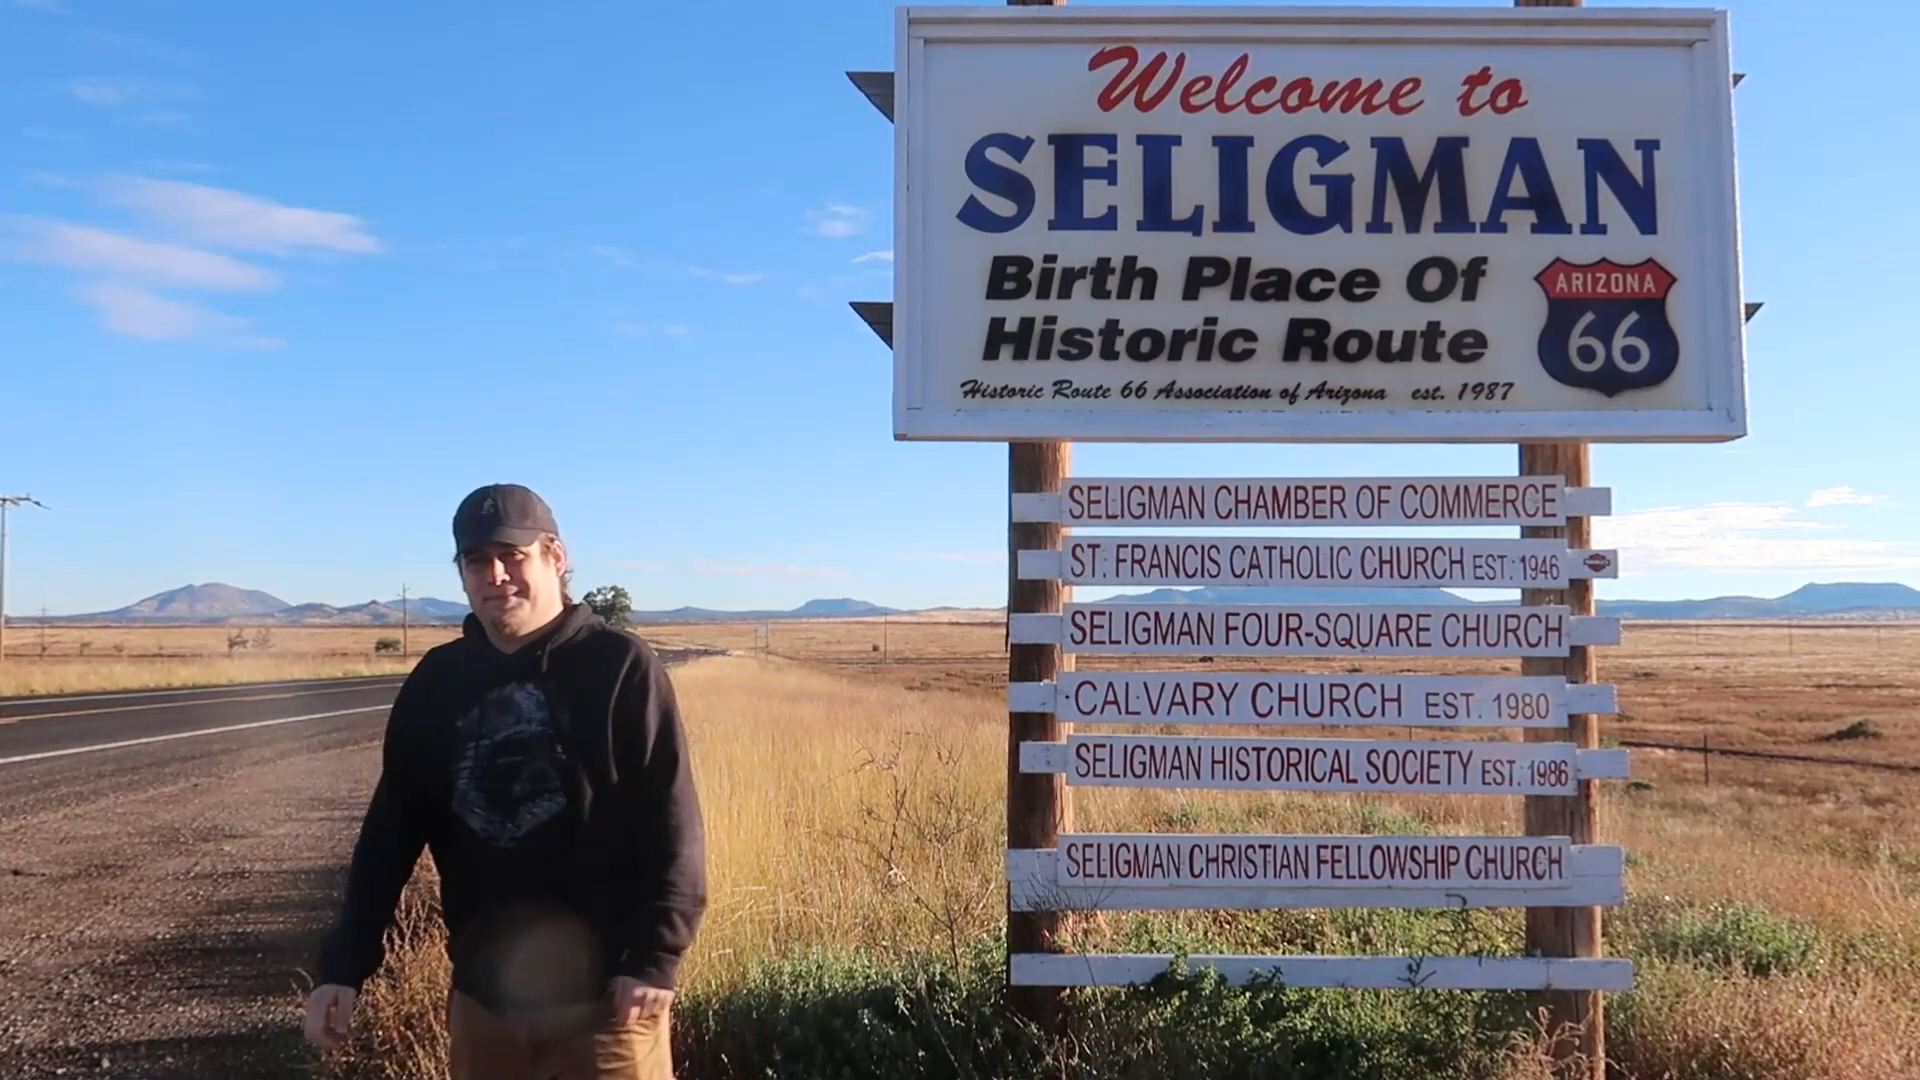 Welcome to
SELIGMAN
Birth Place Of
Historic Route
ARIZONA
66
Historic Route 66 Association of Arizona est. 1987
SELIGMAN CHAMBER OF COMMERCE
ST. FRANCIS CATHOLIC CHURCH EST. 1946
SELIGMAN FOUR-SQUARE CHURCH
CALVARY CHURCH EST. 1980
SELIGMAN HISTORICAL SOCIETY EST. 1986
SELIGMAN CHRISTIAN FELLOWSHIP CHURCH